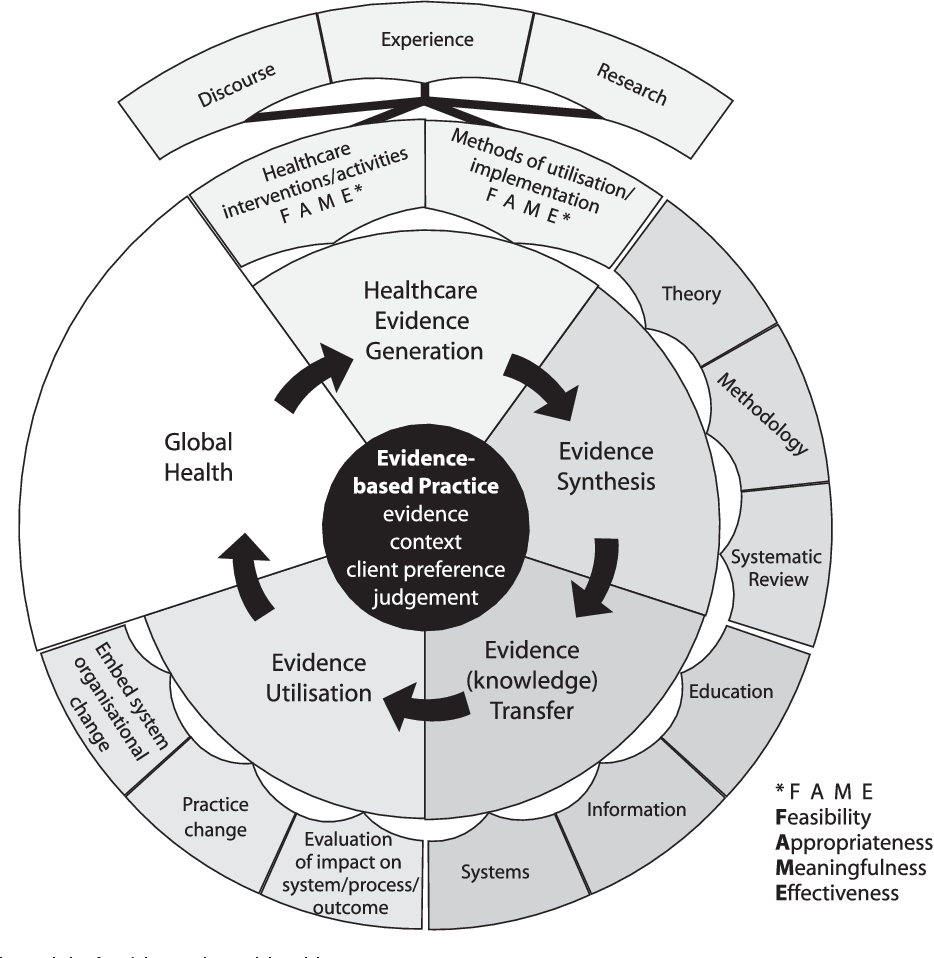 Discourse
Experience
Research
Healthcare
interventions/activities
F A M E*
Methods of utilisation/
implementation
F A M E*
Healthcare
Evidence
Generation
Theory
Methodology
Systematic
Review
Evidence
Synthesis
Global
Health
Evidence-
based Practice
evidence
context
client preference
judgement
Evidence
(knowledge)
Transfer
Evidence
Utilisation
Education
Information
Systems
Evaluation
of impact on
system/process/
outcome
Practice
change
Embed system
organisational
change
*F A M E
Feasibility
Appropriateness
Meaningfulness
Effectiveness